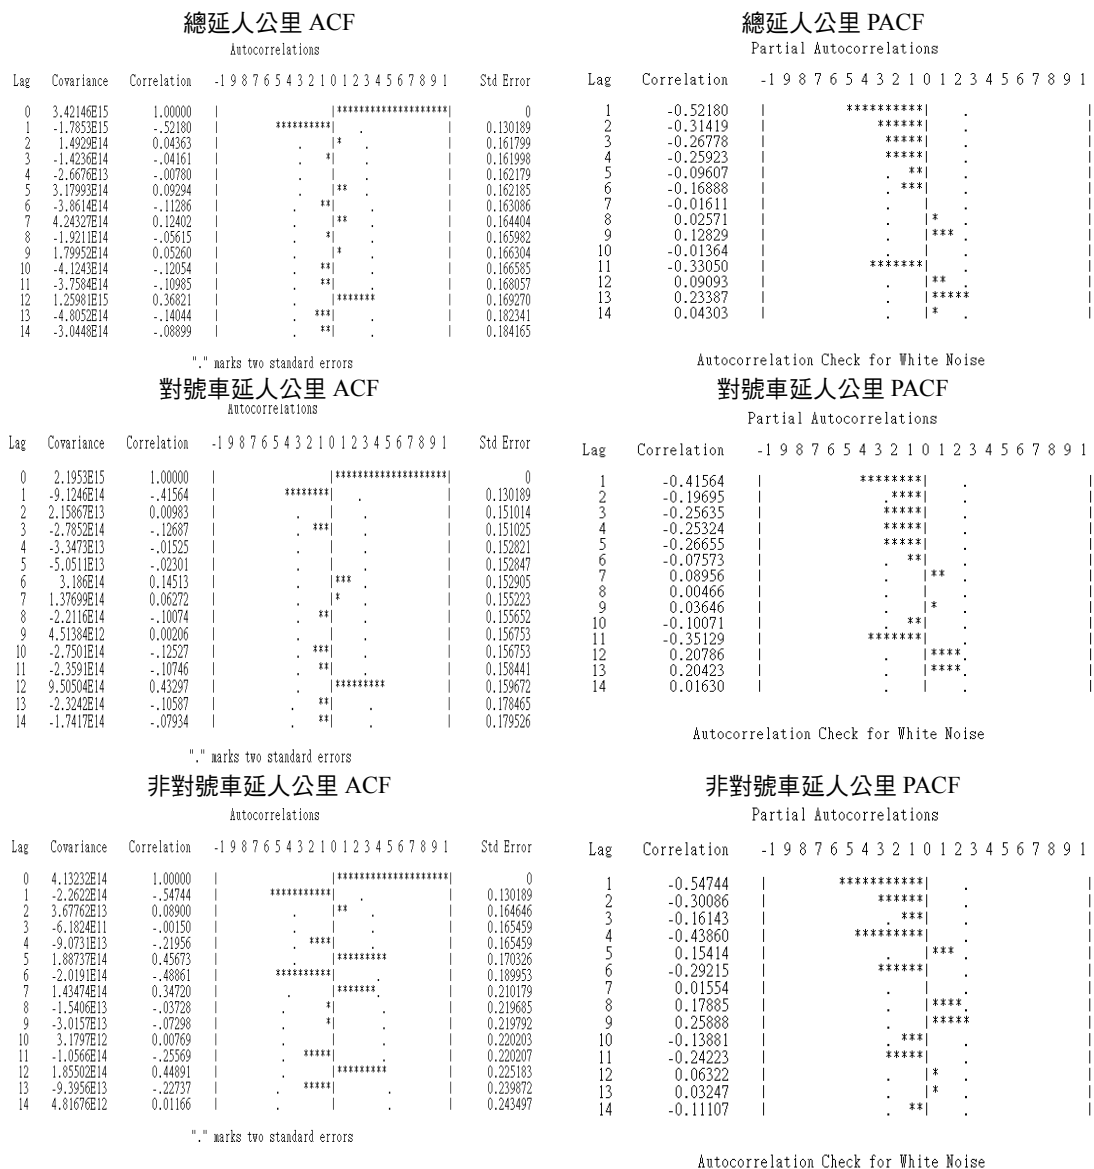 總延人公里 ACF
Autocorrelations
Lag Covariance Correlation -1 9 8 7 6 5 4 3 2 1 0 1 2 3 4 5 6 7 8 9 1 Std Error
0 3.42146E15 1.00000 | |********************| 0
1 -1.7853E15 -.52180 | **********| . | 0.130189
2 1.4929E14 0.04363 | . |* . | 0.161799
3 -1.4236E14 -.04161 | . *| . | 0.161998
4 -2.6676E13 -.00780 | . | . | 0.162179
5 3.17993E14 0.09294 | . |** . | 0.162185
6 -3.8614E14 -.11286 | . **| . | 0.163086
7 4.24327E14 0.12402 | . |** . | 0.164404
8 -1.9211E14 -.05615 | . *| . | 0.165982
9 1.79952E14 0.05260 | . |* . | 0.166304
10 -4.1243E14 -.12054 | . **| . | 0.166585
11 -3.7584E14 -.10985 | . **| . | 0.168057
12 1.25981E15 0.36821 | . |******* | 0.169270
13 -4.8052E14 -.14044 | . ***| . | 0.182341
14 -3.0448E14 -.08899 | . **| . | 0.184165
"." marks two standard errors
總延人公里 PACF
Partial Autocorrelations
Lag Correlation -1 9 8 7 6 5 4 3 2 1 0 1 2 3 4 5 6 7 8 9 1
1 -0.52180 | **********| . |
2 -0.31419 | ******| . |
3 -0.26778 | *****| . |
4 -0.25923 | *****| . |
5 -0.09607 | . **| . |
6 -0.16888 | . ***| . |
7 -0.01611 | . | . |
8 0.02571 | . |* . |
9 0.12829 | . |*** . |
10 -0.01364 | . | . |
11 -0.33050 | *******| . |
12 0.09093 | . |** . |
13 0.23387 | . |***** |
14 0.04303 | . |* . |
Autocorrelation Check for White Noise
對號車延人公里 ACF
Autocorrelations
Lag Covariance Correlation -1 9 8 7 6 5 4 3 2 1 0 1 2 3 4 5 6 7 8 9 1 Std Error
0 2.1953E15 1.00000 | |********************| 0
1 -9.1246E14 -.41564 | ********| . | 0.130189
2 2.15867E13 0.00983 | . | . | 0.151014
3 -2.7852E14 -.12687 | . ***| . | 0.151025
4 -3.3473E13 -.01525 | . | . | 0.152821
5 -5.0511E13 -.02301 | . | . | 0.152847
6 3.186E14 0.14513 | . |*** . | 0.152905
7 1.37699E14 0.06272 | . |* . | 0.155223
8 -2.2116E14 -.10074 | . **| . | 0.155652
9 4.51384E12 0.00206 | . | . | 0.156753
10 -2.7501E14 -.12527 | . ***| . | 0.156753
11 -2.3591E14 -.10746 | . **| . | 0.158441
12 9.50504E14 0.43297 | . |********* | 0.159672
13 -2.3242E14 -.10587 | . **| . | 0.178465
14 -1.7417E14 -.07934 | . **| . | 0.179526
"." marks two standard errors
對號車延人公里 PACF
Partial Autocorrelations
Lag Correlation -1 9 8 7 6 5 4 3 2 1 0 1 2 3 4 5 6 7 8 9 1
1 -0.41564 | ********| . |
2 -0.19695 | .****| . |
3 -0.25635 | *****| . |
4 -0.25324 | *****| . |
5 -0.26655 | *****| . |
6 -0.07573 | . **| . |
7 0.08956 | . |** . |
8 0.00466 | . | . |
9 0.03646 | . |* . |
10 -0.10071 | . **| . |
11 -0.35129 | *******| . |
12 0.20786 | . |****. |
13 0.20423 | . |****. |
14 0.01630 | . | . |
Autocorrelation Check for White Noise
非對號車延人公里 ACF
Autocorrelations
Lag Covariance Correlation -1 9 8 7 6 5 4 3 2 1 0 1 2 3 4 5 6 7 8 9 1 Std Error
0 4.13232E14 1.00000 | |********************| 0
1 -2.2622E14 -.54744 | ***********| . | 0.130189
2 3.67762E13 0.08900 | . |** . | 0.164646
3 -6.1824E11 -.00150 | . | . | 0.165459
4 -9.0731E13 -.21956 | . ****| . | 0.165459
5 1.88737E14 0.45673 | . |********* | 0.170326
6 -2.0191E14 -.48861 | **********| . | 0.189953
7 1.43474E14 0.34720 | . |*******. | 0.210179
8 -1.5406E13 -.03728 | . *| . | 0.219685
9 -3.0157E13 -.07298 | . *| . | 0.219792
10 3.1797E12 0.00769 | . | . | 0.220203
11 -1.0566E14 -.25569 | . *****| . | 0.220207
12 1.85502E14 0.44891 | . |********* | 0.225183
13 -9.3956E13 -.22737 | . *****| . | 0.239872
14 4.81676E12 0.01166 | . | . | 0.243497
"." marks two standard errors
非對號車延人公里 PACF
Partial Autocorrelations
Lag Correlation -1 9 8 7 6 5 4 3 2 1 0 1 2 3 4 5 6 7 8 9 1
1 -0.54744 | ***********| . |
2 -0.30086 | ******| . |
3 -0.16143 | . ***| . |
4 -0.43860 | *********| . |
5 0.15414 | . |*** . |
6 -0.29215 | ******| . |
7 0.01554 | . | . |
8 0.17885 | . |****. |
9 0.25888 | . |***** |
10 -0.13881 | . ***| . |
11 -0.24223 | *****| . |
12 0.06322 | . |* . |
13 0.03247 | . |* . |
14 -0.11107 | . **| . |
Autocorrelation Check for White Noise